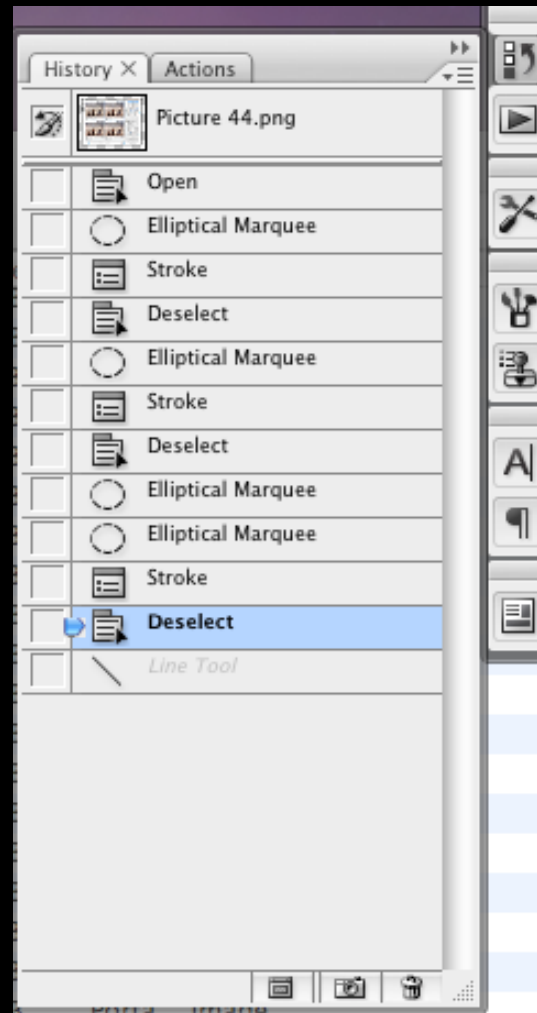 History × Actions
Picture 44.png
Open
Elliptical Marquee
Stroke
Deselect
Elliptical Marquee
Stroke
Deselect
Elliptical Marquee
Elliptical Marquee
Stroke
Deselect
Line Tool
A|
¶